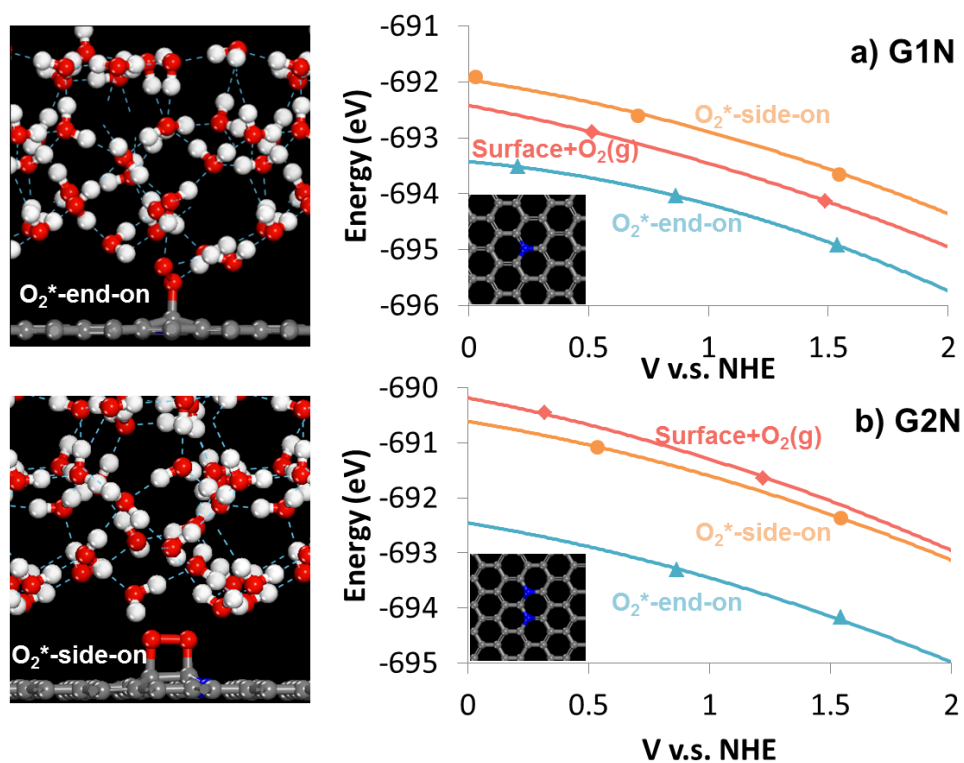 O₂*-end-on
O₂*-side-on
a) G1N
Energy (eV)
-691
-692
-693
-694
-695
-696
O₂*-side-on
Surface+O₂(g)
O₂*-end-on
0
0.5
1
1.5
2
V v.s. NHE
b) G2N
Energy (eV)
-690
-691
-692
-693
-694
-695
Surface+O₂(g)
O₂*-side-on
O₂*-end-on
0
0.5
1
1.5
2
V v.s. NHE